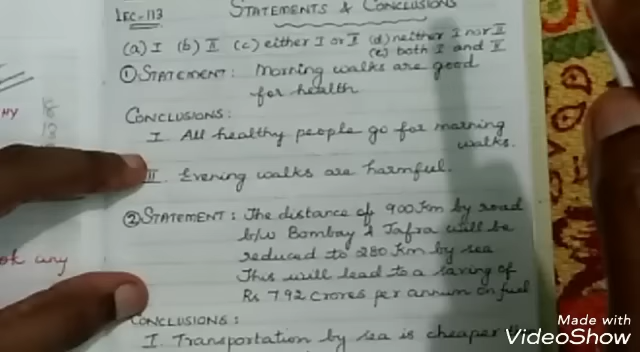 LEC-113
STATEMENTS & CONCLUSIONS
(a) I (b) II (c) either I or II (d) neither I nor II
(e) both I and II
① STATEMENT: Morning walks are good
for health
CONCLUSIONS:
I. All healthy people go for morning
walks.
II. Evening walks are harmful.
② STATEMENT: The distance of 900 Km by road
b/w Bombay & Jafra will be
reduced to 280 Km by sea
This will lead to a saving of
Rs 7.92 crores per annum on fuel
CONCLUSIONS:
I. Transportation by sea is cheaper
ok any
Made with
VideoShow